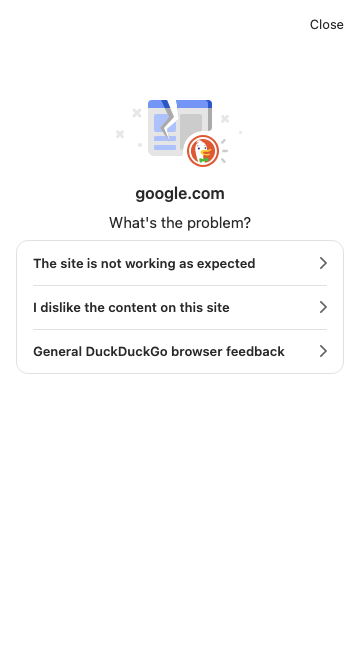 Close
google.com
What's the problem?
The site is not working as expected
I dislike the content on this site
General DuckDuckGo browser feedback